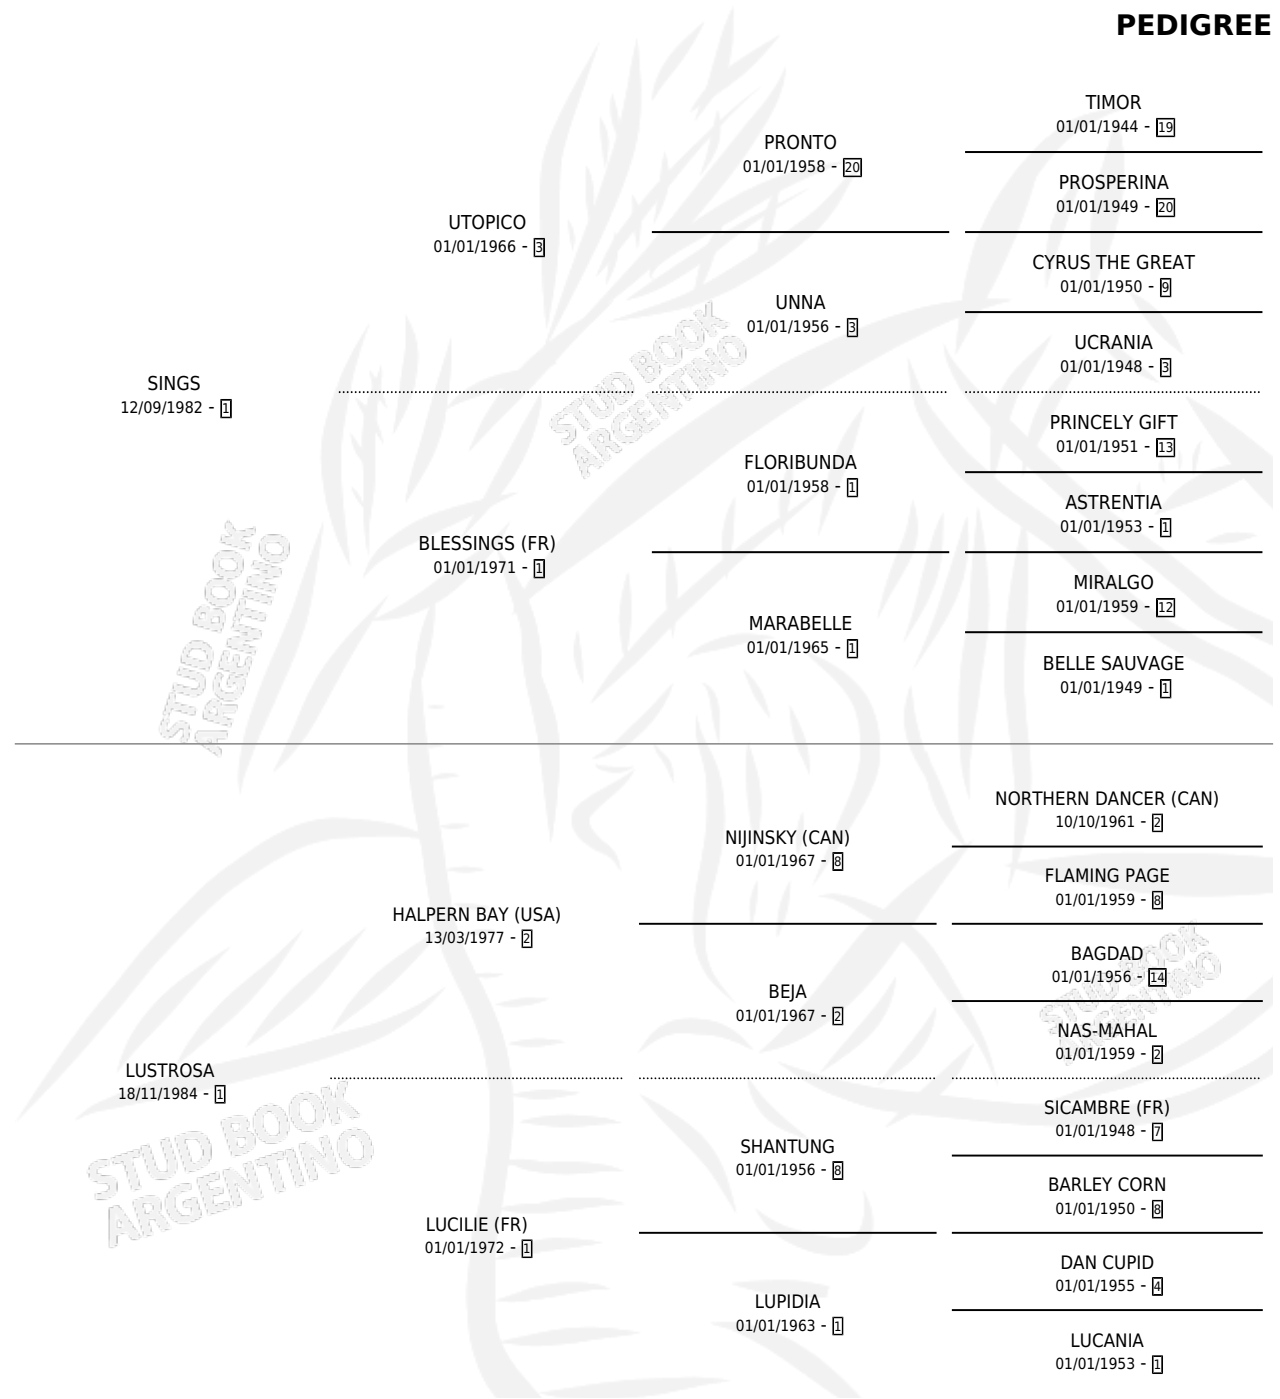 PEDIGREE
TIMOR
01/01/1944 - 19
PRONTO
01/01/1958 - 20
PROSPERINA
01/01/1949 - 20
UTOPICO
01/01/1966 - 3
CYRUS THE GREAT
01/01/1950 - 9
UNNA
01/01/1956 - 3
UCRANIA
01/01/1948 - 3
SINGS
12/09/1982 - 1
PRINCELY GIFT
01/01/1951 - 13
FLORIBUNDA
01/01/1958 - 1
ASTRENTIA
01/01/1953 - 1
BLESSINGS (FR)
01/01/1971 - 1
MIRALGO
01/01/1959 - 12
MARABELLE
01/01/1965 - 1
BELLE SAUVAGE
01/01/1949 - 1
NORTHERN DANCER (CAN)
10/10/1961 - 2
NIJINSKY (CAN)
01/01/1967 - 8
FLAMING PAGE
01/01/1959 - 8
HALPERN BAY (USA)
13/03/1977 - 2
BAGDAD
01/01/1956 - 14
BEJA
01/01/1967 - 2
NAS-MAHAL
01/01/1959 - 2
LUSTROSA
18/11/1984 - 1
SICAMBRE (FR)
01/01/1948 - 7
SHANTUNG
01/01/1956 - 8
BARLEY CORN
01/01/1950 - 8
LUCILIE (FR)
01/01/1972 - 1
DAN CUPID
01/01/1955 - 4
LUPIDIA
01/01/1963 - 1
LUCANIA
01/01/1953 - 1
STUD BOOK
ARGENTINO
STUD BOOK
ARGENTINO
STUD BOOK
ARGENTINO
STUD BOOK
ARGENTINO